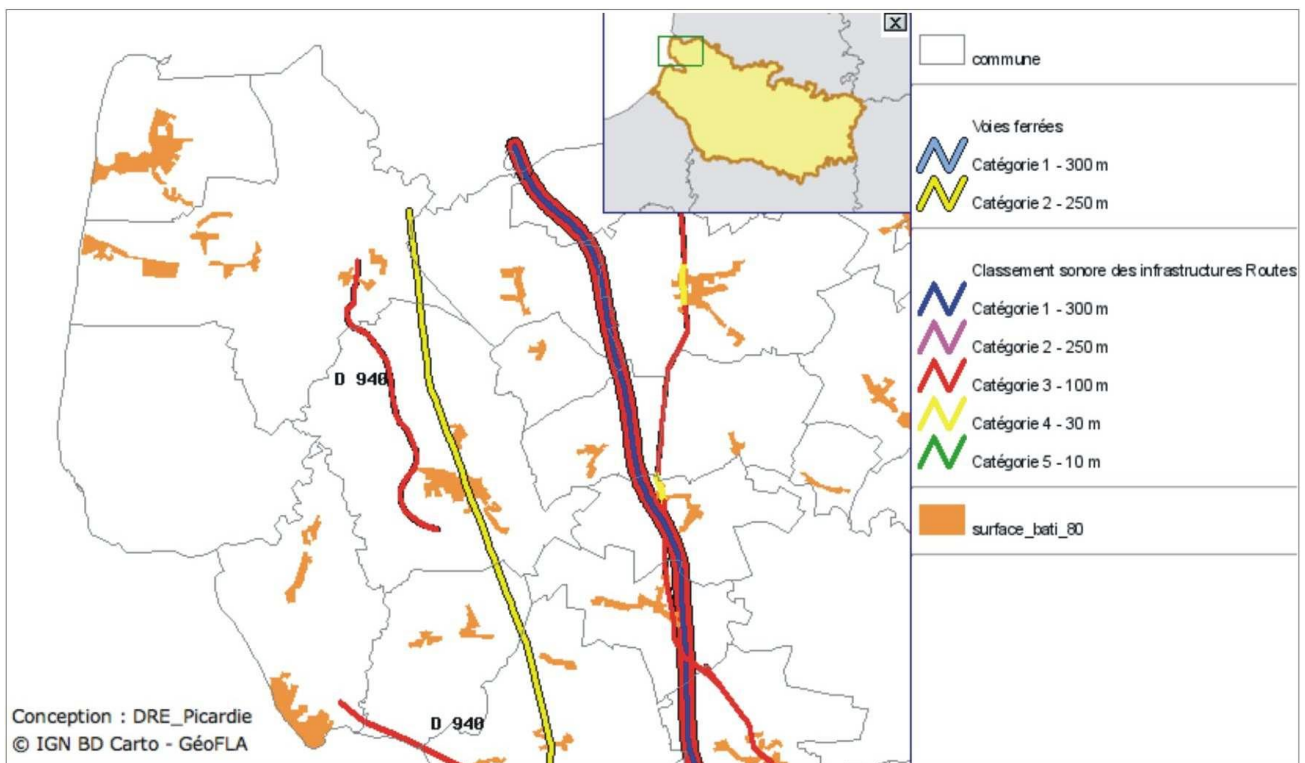 X
commune
Voies ferrées
Catégorie 1 - 300 m
Catégorie 2 - 250 m
Classement sonore des infrastructures Routes
Catégorie 1 - 300 m
Catégorie 2 - 250 m
Catégorie 3 - 100 m
Catégorie 4 - 30 m
Catégorie 5 - 10 m
surface_bati_80
D 940
D 940
Conception : DRE_Picardie
© IGN BD Carto - GéoFLA